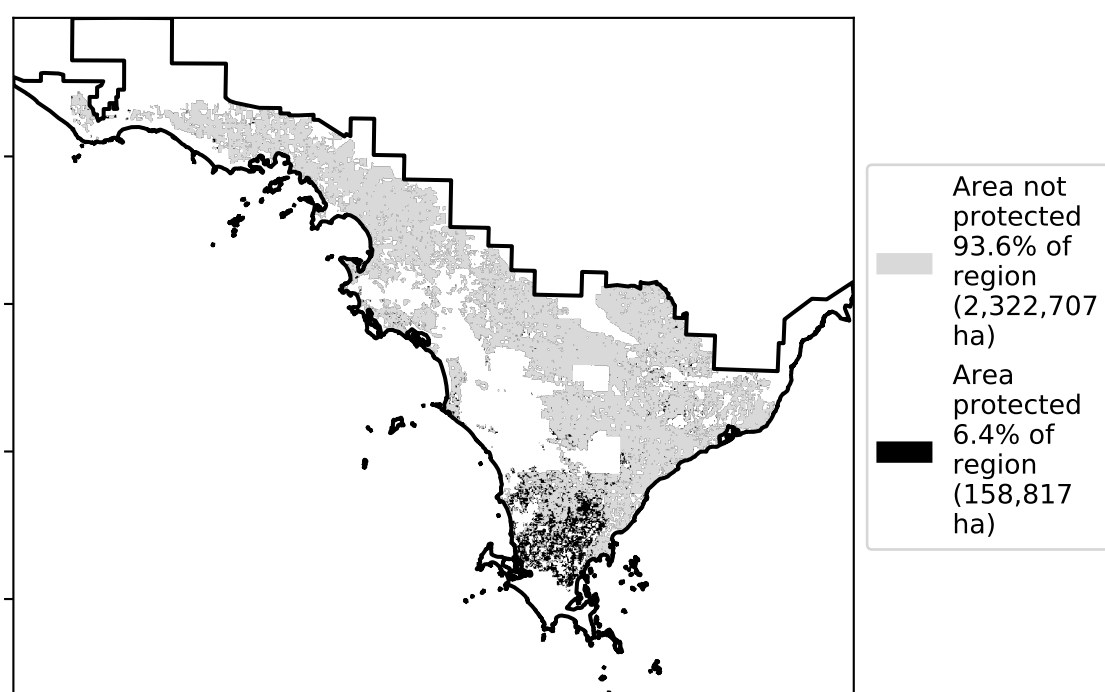 Area not
protected
93.6% of
region
(2,322,707
ha)
Area
protected
6.4% of
region
(158,817
ha)